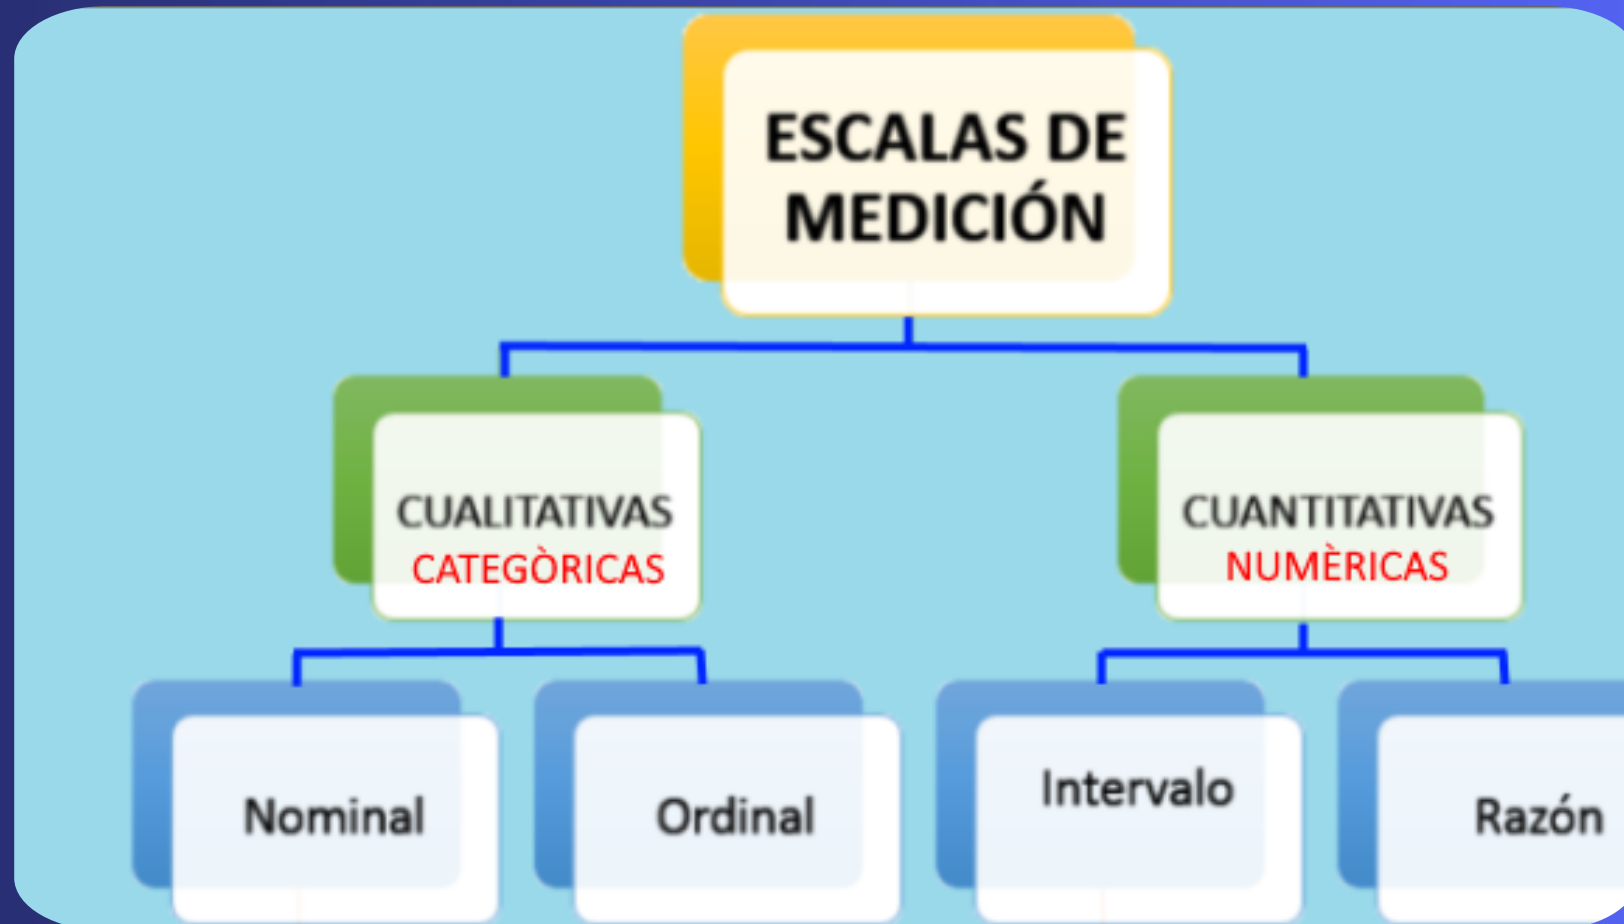 ESCALAS DE
MEDICIÓN
CUALITATIVAS
CATEGÒRICAS
CUANTITATIVAS
NUMÈRICAS
Nominal
Ordinal
Intervalo
Razón